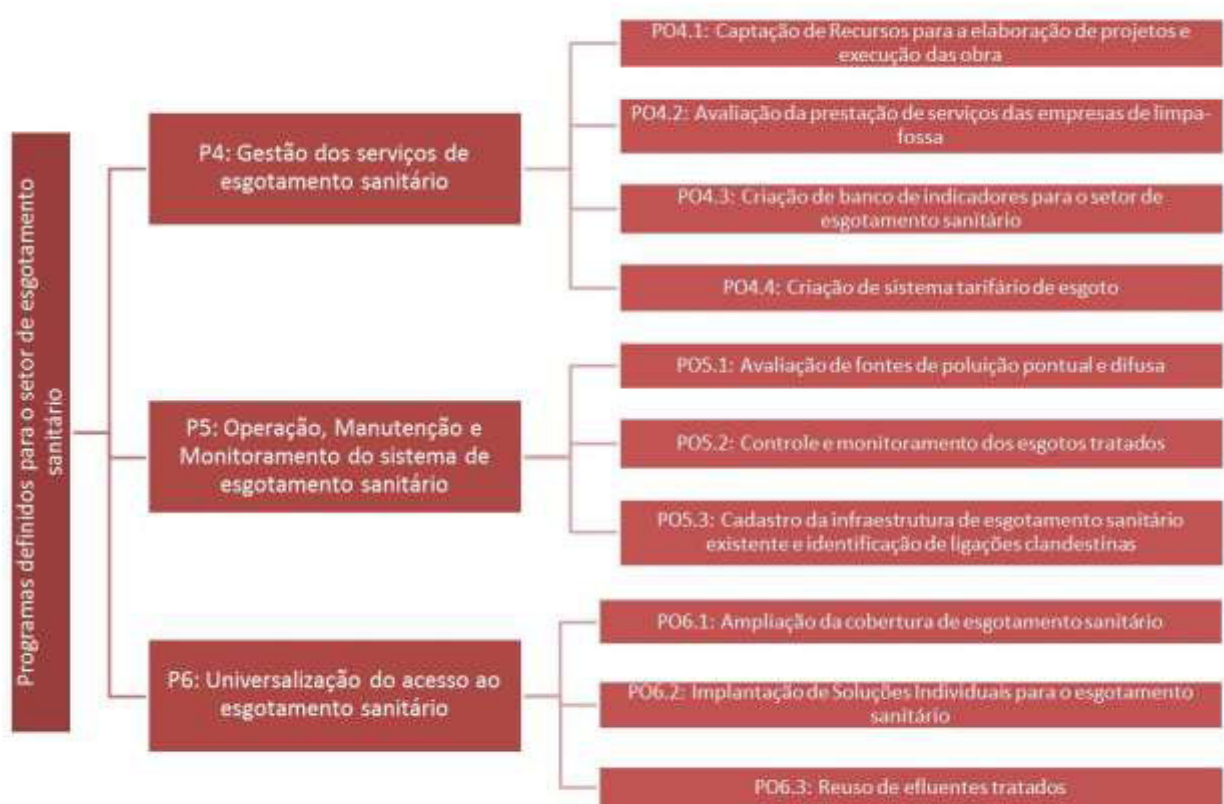 Programas definidos para o setor de esgotamento
sanitário
P4: Gestão dos serviços de
esgotamento sanitário
PO4.1: Captação de Recursos para a elaboração de projetos e
execução das obra
PO4.2: Avaliação da prestação de serviços das empresas de limpa-
fossa
PO4.3: Criação de banco de indicadores para o setor de
esgotamento sanitário
PO4.4: Criação de sistema tarifário de esgoto
P5: Operação, Manutenção e
Monitoramento do sistema de
esgotamento sanitário
PO5.1: Avaliação de fontes de poluição pontual e difusa
PO5.2: Controle e monitoramento dos esgotos tratados
PO5.3: Cadastro da infraestrutura de esgotamento sanitário
existente e identificação de ligações clandestinas
P6: Universalização do acesso ao
esgotamento sanitário
PO6.1: Ampliação da cobertura de esgotamento sanitário
PO6.2: Implantação de Soluções Individuais para o esgotamento
sanitário
PO6.3: Reuso de efluentes tratados